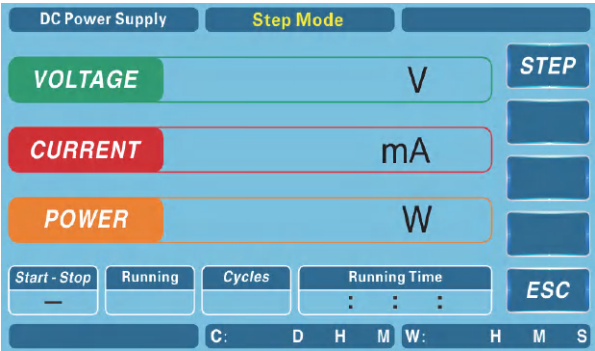 DC Power Supply Step Mode
VOLTAGE V STEP
CURRENT mA
POWER W
Start - Stop Running Cycles Running Time
— : : : ESC
C: D H M W: H M S